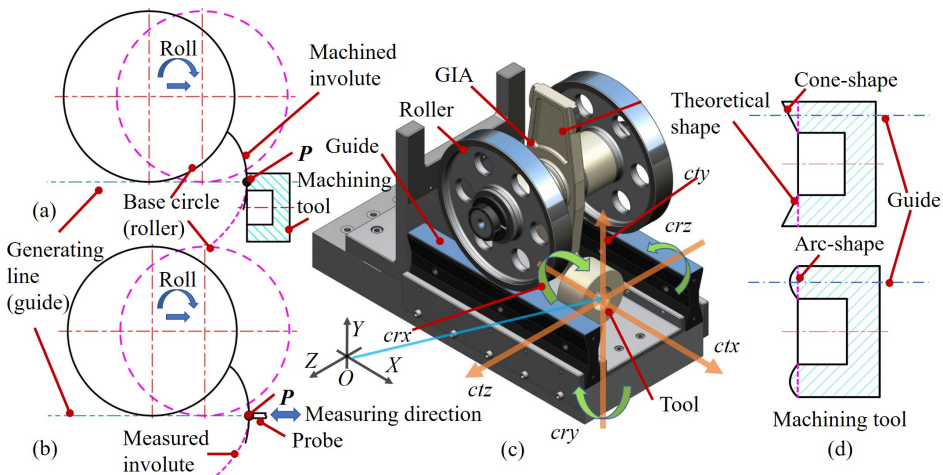 Roll
Machined
involute
P
(a)
Base circle
(roller)
Machining
tool
Generating
line
(guide)
Roll
P
Measuring direction
Probe
(b)
Measured
involute
GIA
Roller
Guide
Theoretical
shape
cty
crz
crx
ctx
ctz
cry
Y
Z
X
O
Tool
(c)
Cone-shape
Guide
Arc-shape
Machining tool
(d)